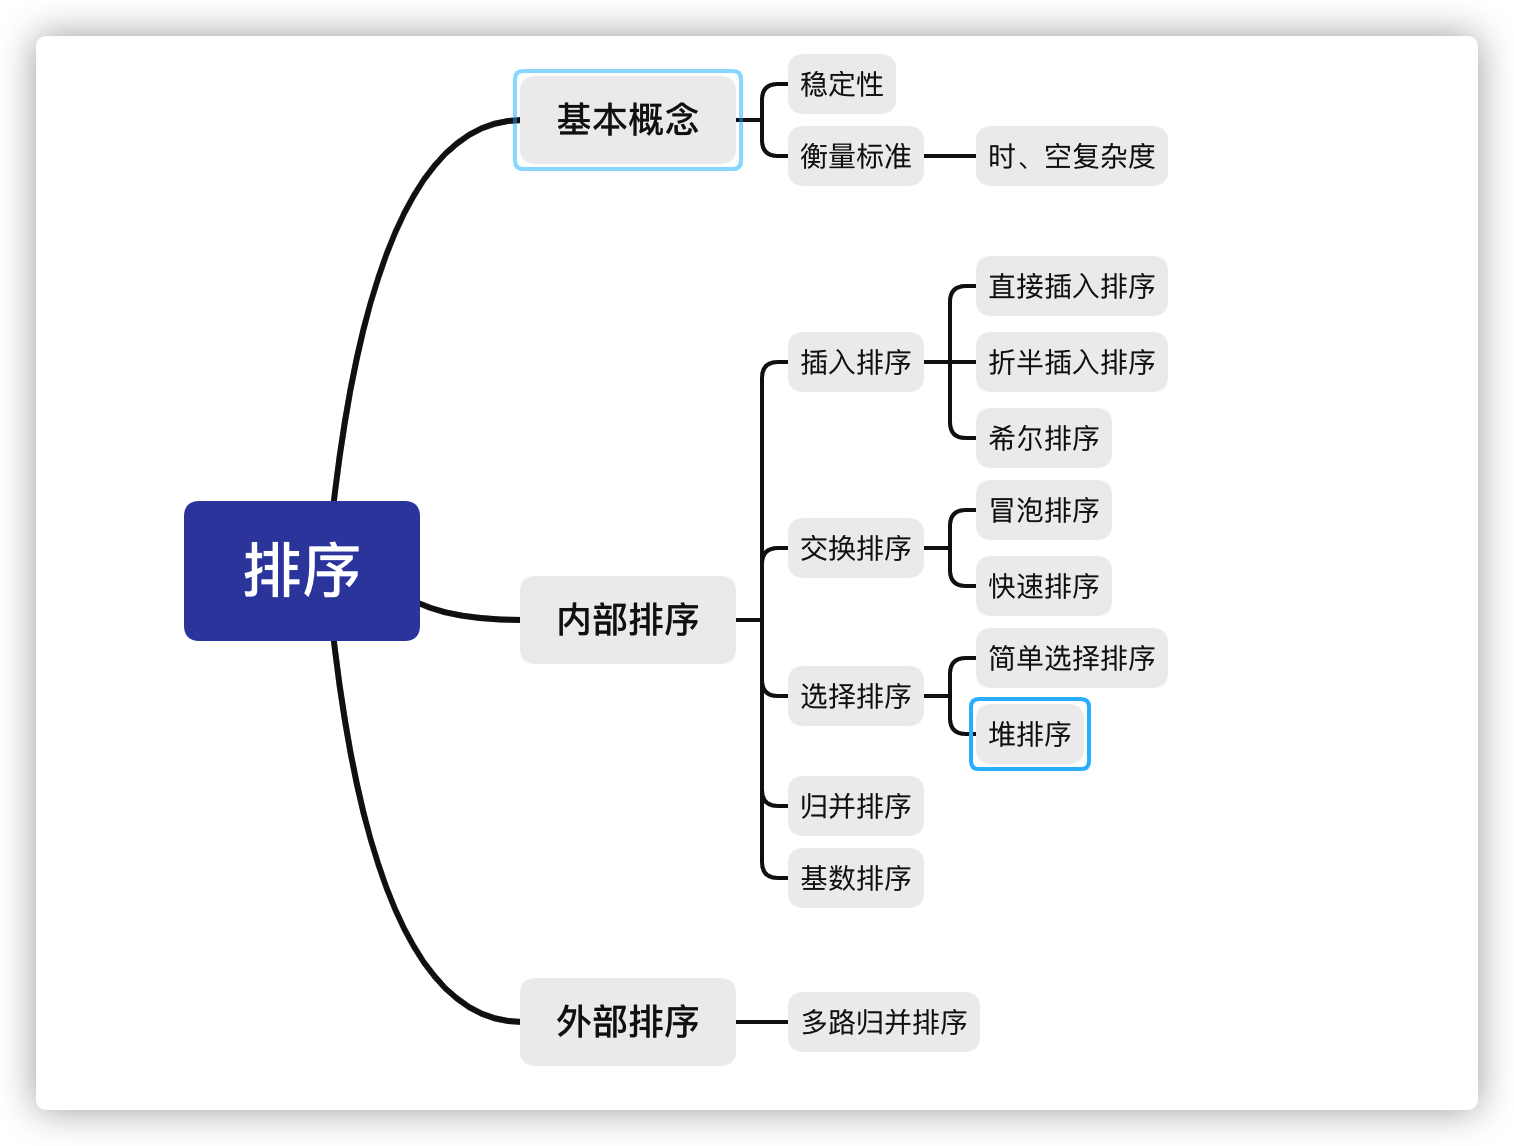 排序
基本概念
稳定性
衡量标准
时、空复杂度
内部排序
插入排序
直接插入排序
折半插入排序
希尔排序
交换排序
冒泡排序
快速排序
选择排序
简单选择排序
堆排序
归并排序
基数排序
外部排序
多路归并排序